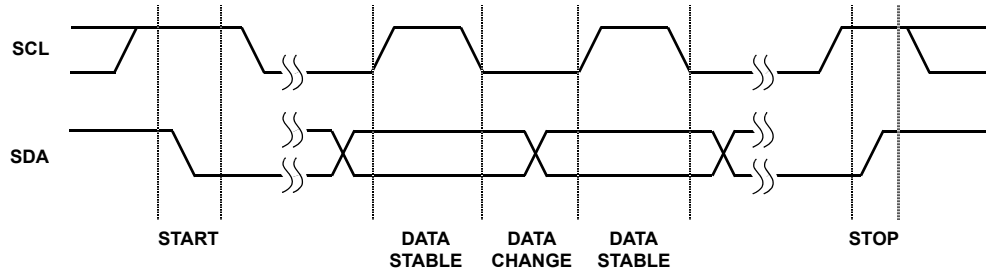 SCL
SDA
START
DATA
STABLE
DATA
CHANGE
DATA
STABLE
STOP